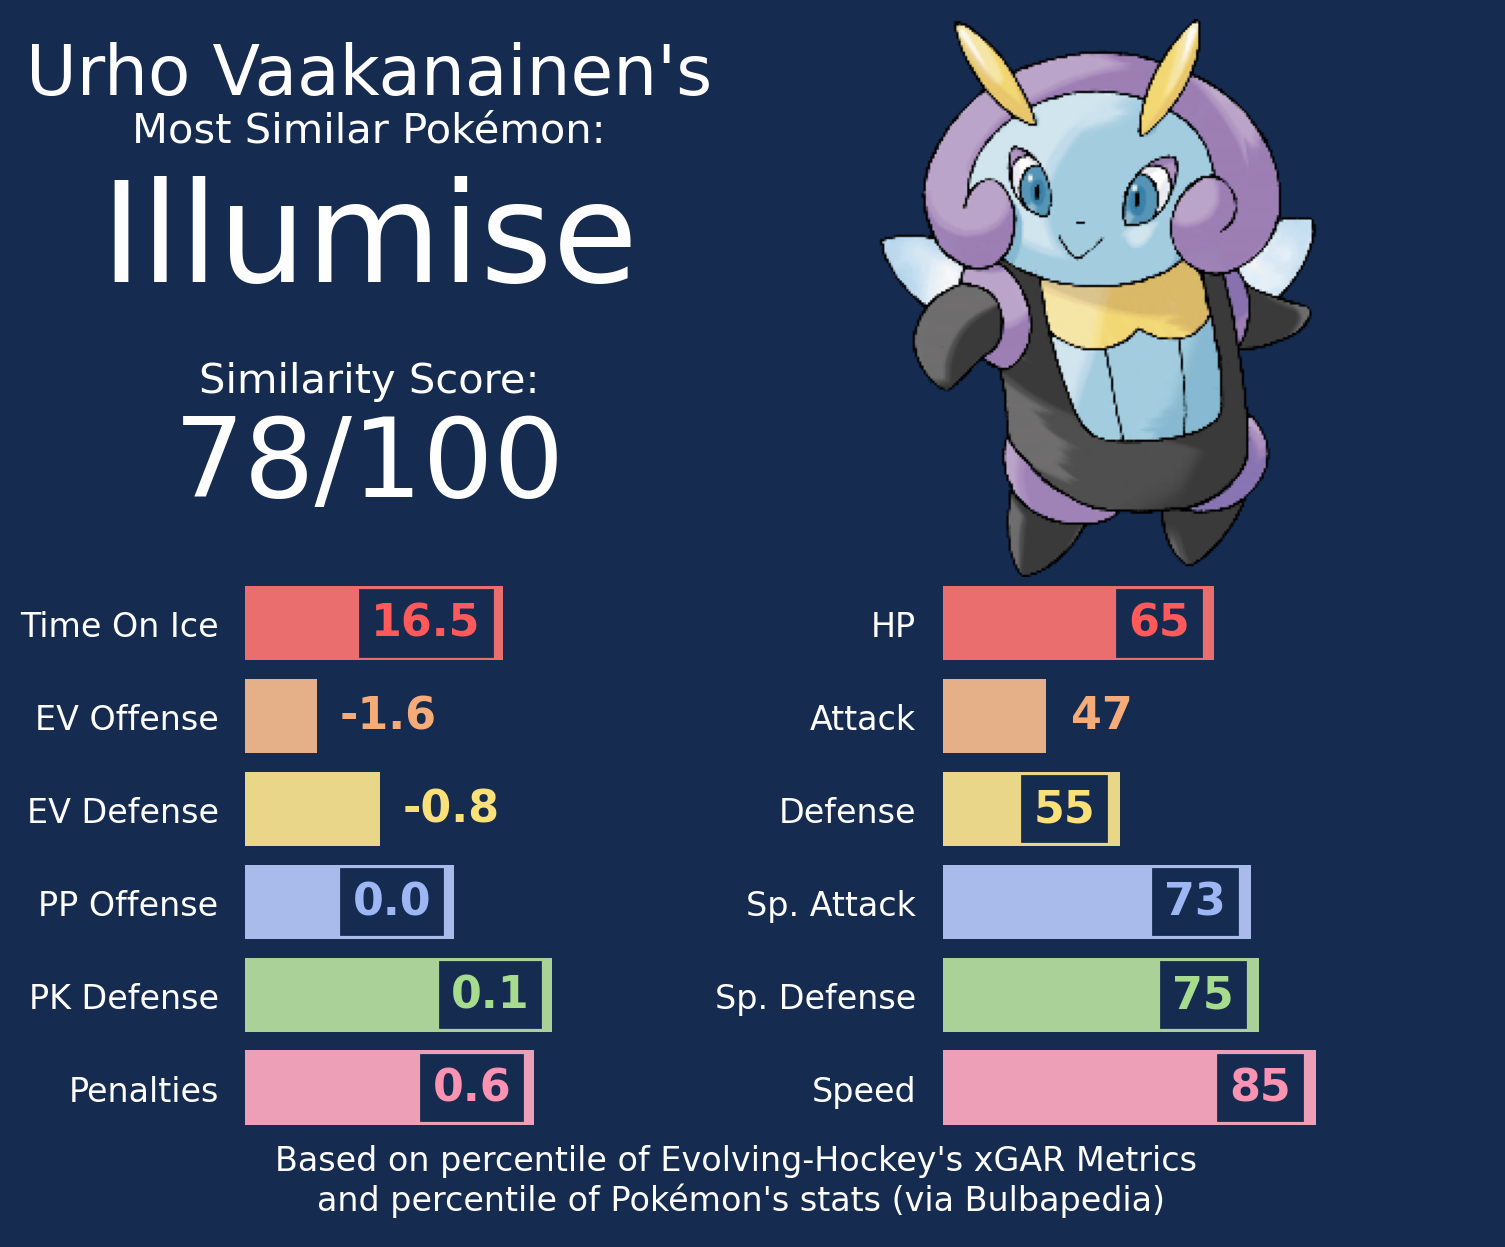 Urho Vaakanainen's
Most Similar Pokémon:
Illumise
Similarity Score:
78/100
Time On Ice 16.5
EV Offense -1.6
EV Defense -0.8
PP Offense 0.0
PK Defense 0.1
Penalties 0.6
HP 65
Attack 47
Defense 55
Sp. Attack 73
Sp. Defense 75
Speed 85
Based on percentile of Evolving-Hockey's xGAR Metrics
and percentile of Pokémon's stats (via Bulbapedia)